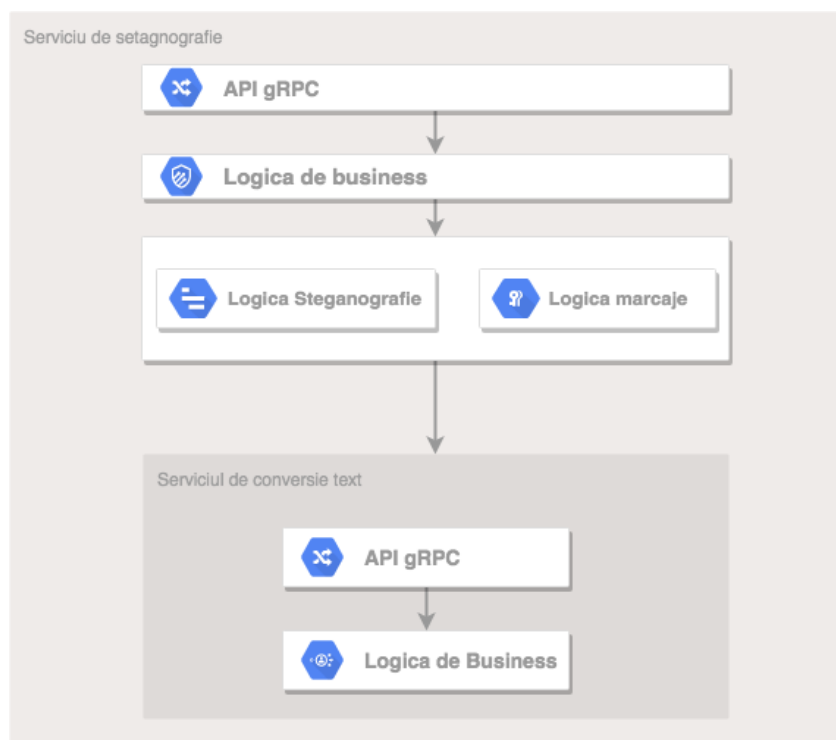 Serviciu de setagnografie
API gRPC
Logica de business
Logica Steganografie
Logica marcaje
Serviciul de conversie text
API gRPC
Logica de Business